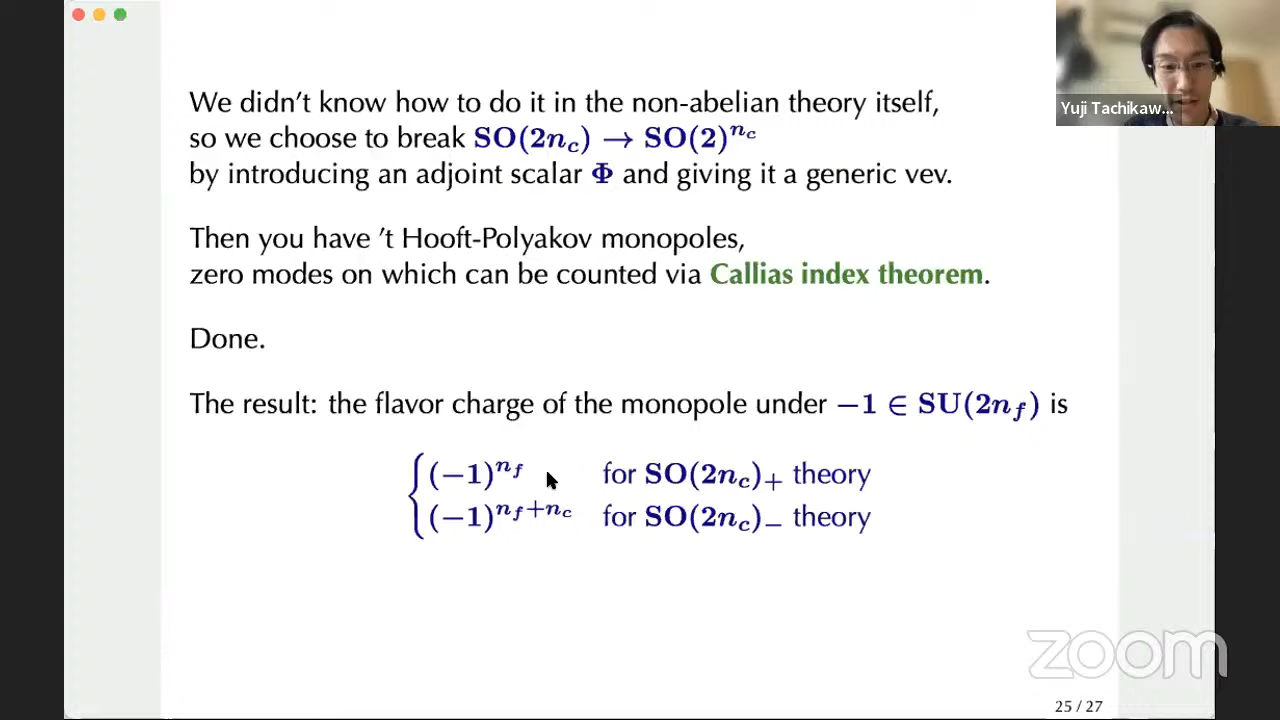 We didn’t know how to do it in the non-abelian theory itself,
so we choose to break SO(2n_c) → SO(2)^{n_c}
by introducing an adjoint scalar Φ and giving it a generic vev.
Then you have ’t Hooft-Polyakov monopoles,
zero modes on which can be counted via Callias index theorem.
Done.
The result: the flavor charge of the monopole under −1 ∈ SU(2n_f) is
(−1)^{n_f} for SO(2n_c)_+ theory
(−1)^{n_f+n_c} for SO(2n_c)_− theory
Yuji Tachikaw...
zoom
25 / 27